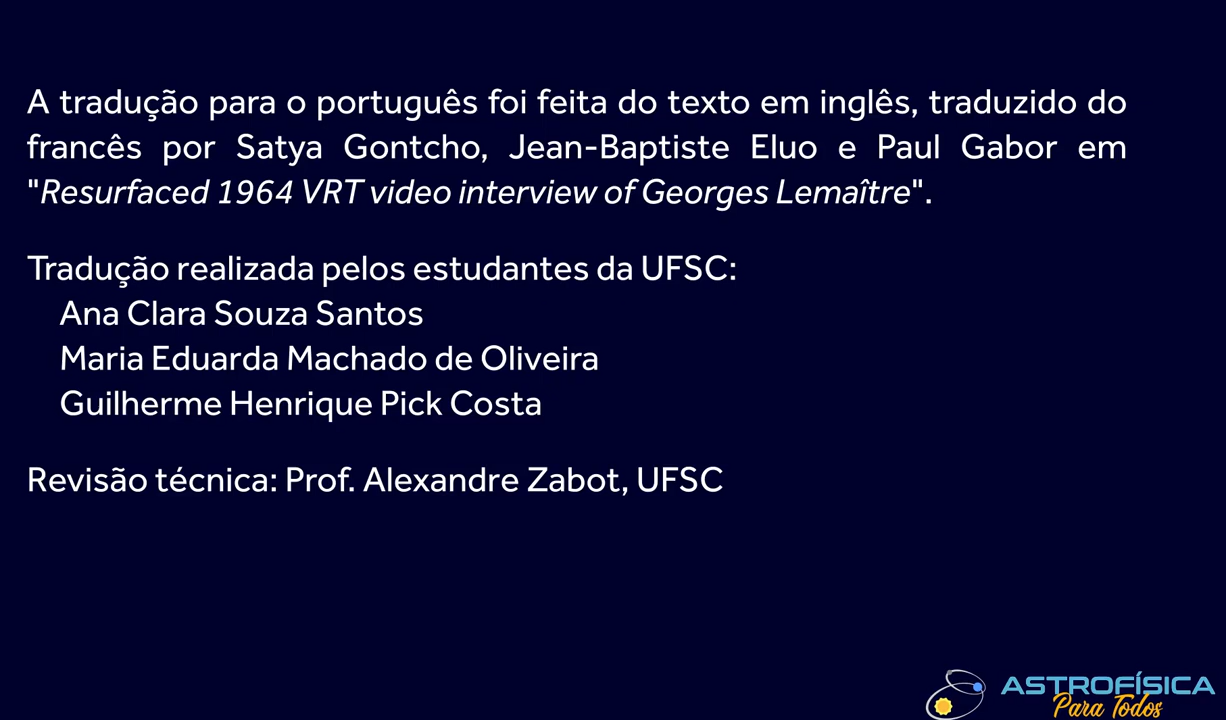 A tradução para o português foi feita do texto em inglês, traduzido do
francês por Satya Gontcho, Jean-Baptiste Eluo e Paul Gabor em
"Resurfaced 1964 VRT video interview of Georges Lemaître".
Tradução realizada pelos estudantes da UFSC:
Ana Clara Souza Santos
Maria Eduarda Machado de Oliveira
Guilherme Henrique Pick Costa
Revisão técnica: Prof. Alexandre Zabot, UFSC
ASTROFÍSICA
Para Todos